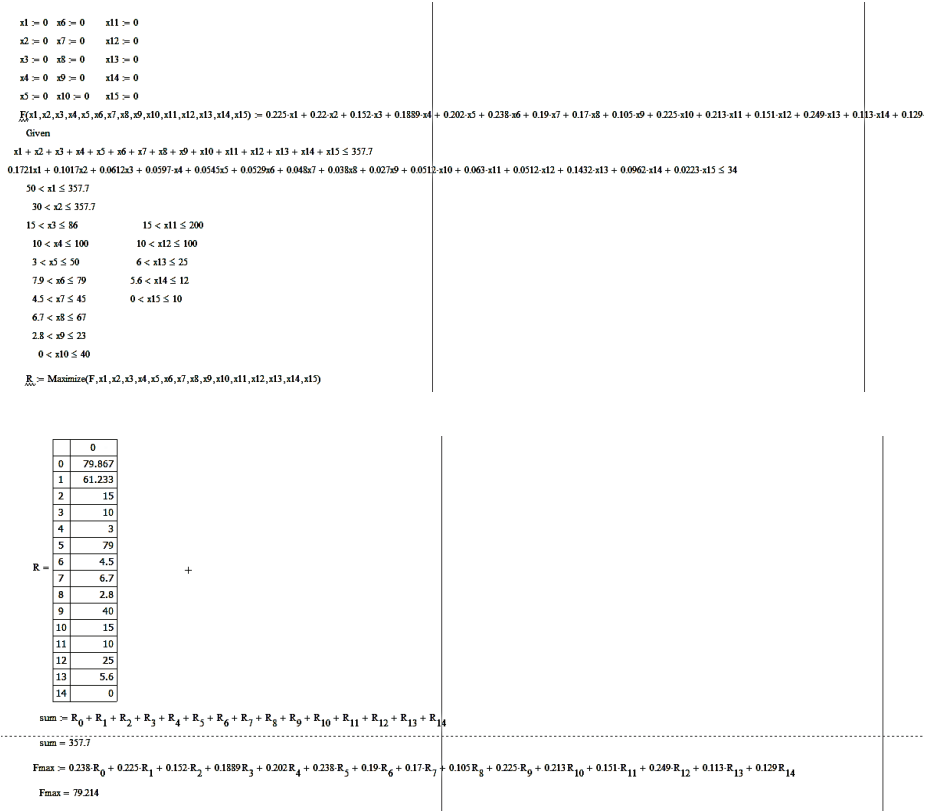 x1 := 0 x6 := 0 x11 := 0
x2 := 0 x7 := 0 x12 := 0
x3 := 0 x8 := 0 x13 := 0
x4 := 0 x9 := 0 x14 := 0
x5 := 0 x10 := 0 x15 := 0
F(x1,x2,x3,x4,x5,x6,x7,x8,x9,x10,x11,x12,x13,x14,x15) := 0.225·x1 + 0.22·x2 + 0.152·x3 + 0.1889·x4 + 0.202·x5 + 0.238·x6 + 0.19·x7 + 0.17·x8 + 0.105·x9 + 0.225·x10 + 0.213·x11 + 0.151·x12 + 0.249·x13 + 0.113·x14 + 0.129·
Given
x1 + x2 + x3 + x4 + x5 + x6 + x7 + x8 + x9 + x10 + x11 + x12 + x13 + x14 + x15 ≤ 357.7
0.1721x1 + 0.1017x2 + 0.0612x3 + 0.0597·x4 + 0.0545x5 + 0.0529x6 + 0.048x7 + 0.038x8 + 0.027x9 + 0.0512·x10 + 0.063·x11 + 0.0512·x12 + 0.1432·x13 + 0.0962·x14 + 0.0223·x15 ≤ 34
50 < x1 ≤ 357.7
30 < x2 ≤ 357.7
15 < x3 ≤ 86 15 < x11 ≤ 200
10 < x4 ≤ 100 10 < x12 ≤ 100
3 < x5 ≤ 50 6 < x13 ≤ 25
7.9 < x6 ≤ 79 5.6 < x14 ≤ 12
4.5 < x7 ≤ 45 0 < x15 ≤ 10
6.7 < x8 ≤ 67
2.8 < x9 ≤ 23
0 < x10 ≤ 40
R := Maximize(F,x1,x2,x3,x4,x5,x6,x7,x8,x9,x10,x11,x12,x13,x14,x15)
0
0 79.867
1 61.233
2 15
3 10
4 3
5 79
R = 6 4.5
7 6.7
8 2.8
9 40
10 15
11 10
12 25
13 5.6
14 0
sum := R0 + R1 + R2 + R3 + R4 + R5 + R6 + R7 + R8 + R9 + R10 + R11 + R12 + R13 + R14
sum = 357.7
Fmax := 0.238·R0 + 0.225·R1 + 0.152·R2 + 0.1889R3 + 0.202R4 + 0.238·R5 + 0.19·R6 + 0.17·R7 + 0.105R8 + 0.225·R9 + 0.213R10 + 0.151·R11 + 0.249·R12 + 0.113·R13 + 0.129R14
Fmax = 79.214